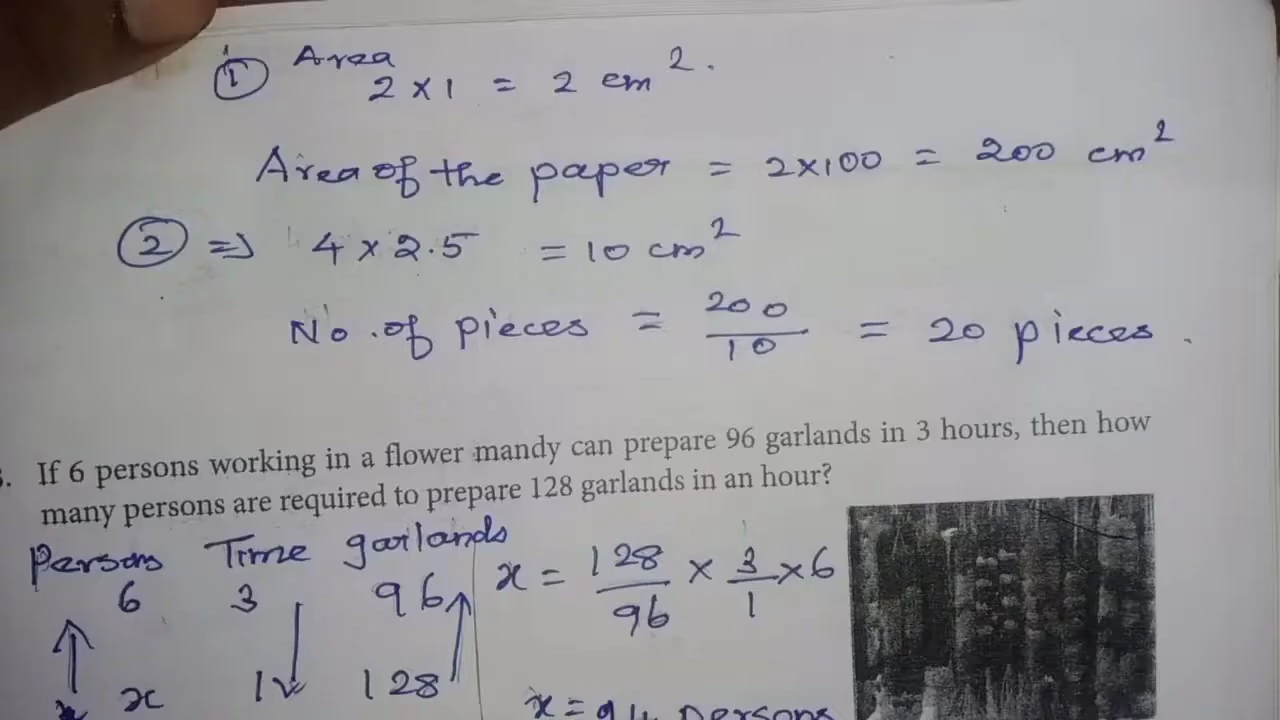 ① Area
2 × 1 = 2 cm².
Area of the paper = 2×100 = 200 cm²
② ⇒ 4 × 2.5 = 10 cm²
No. of pieces = 200/10 = 20 pieces.
If 6 persons working in a flower mandy can prepare 96 garlands in 3 hours, then how
many persons are required to prepare 128 garlands in an hour?
Persons Time garlands
6 3 96
x 1 128
x = 128/96 × 3/1 × 6
x = 24 persons